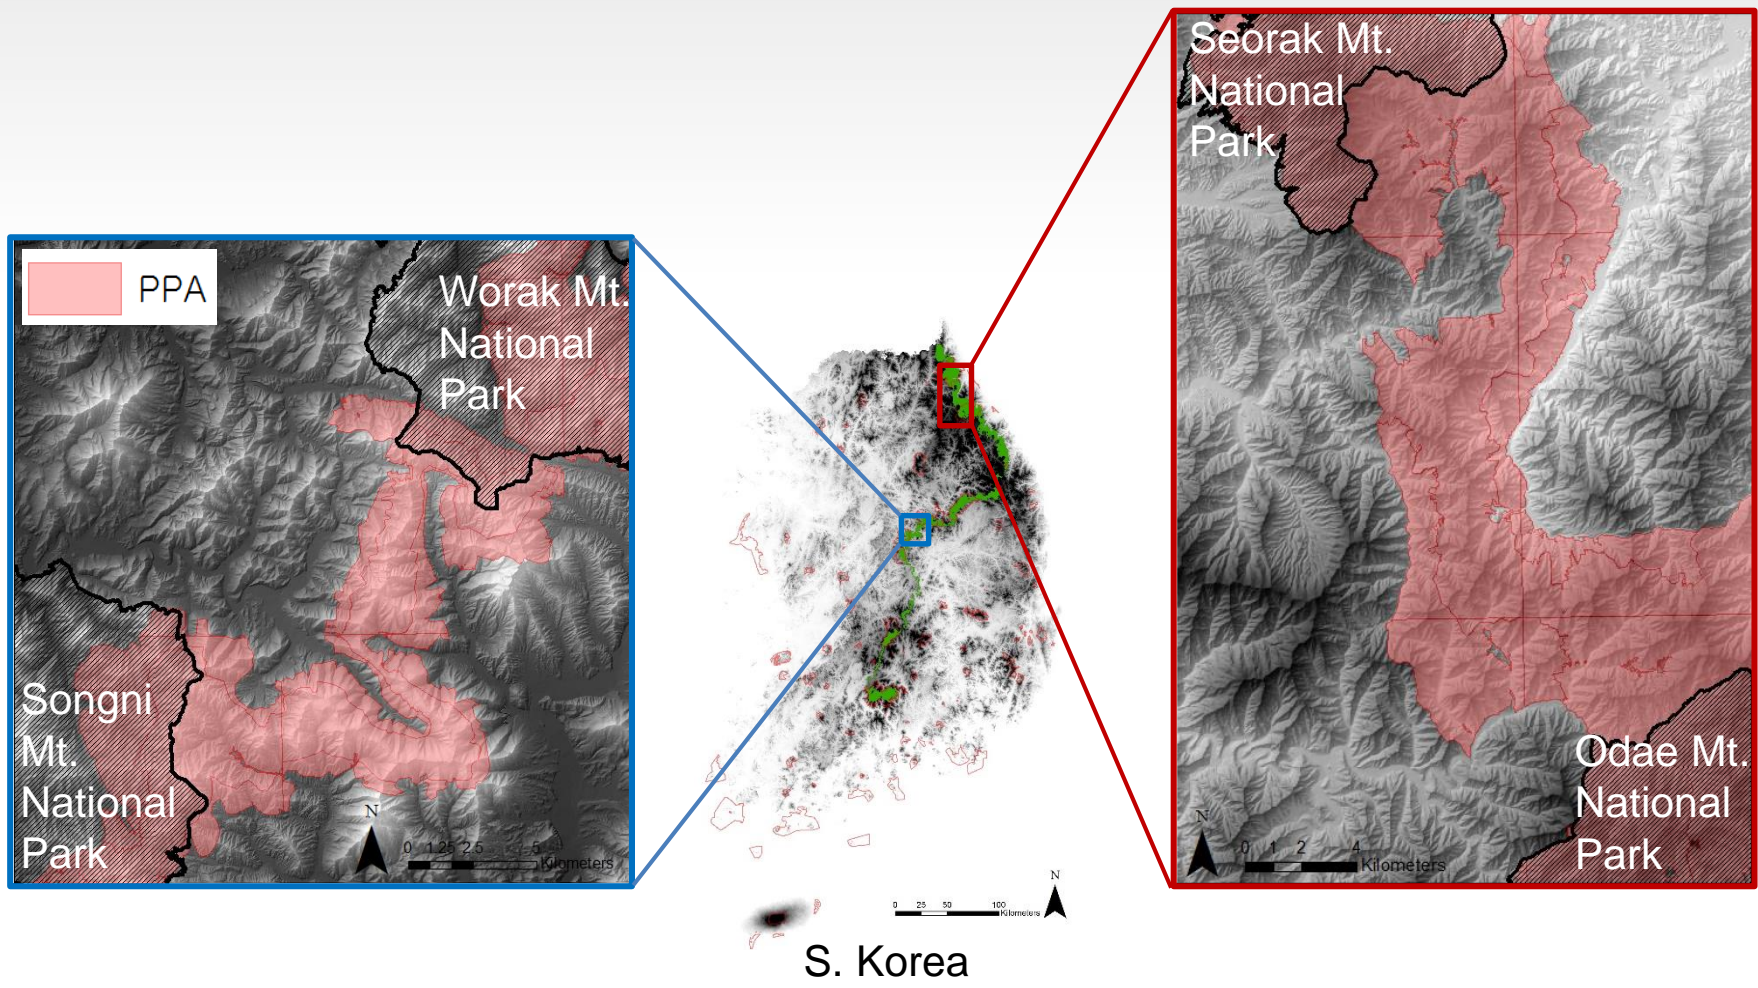 PPA
Worak Mt.
National
Park
Songni
Mt.
National
Park
N
0 1.25 2.5 5
Kilometers
Seorak Mt.
National
Park
Odae Mt.
National
Park
N
0 1 2 4
Kilometers
N
0 25 50 100
Kilometers
S. Korea